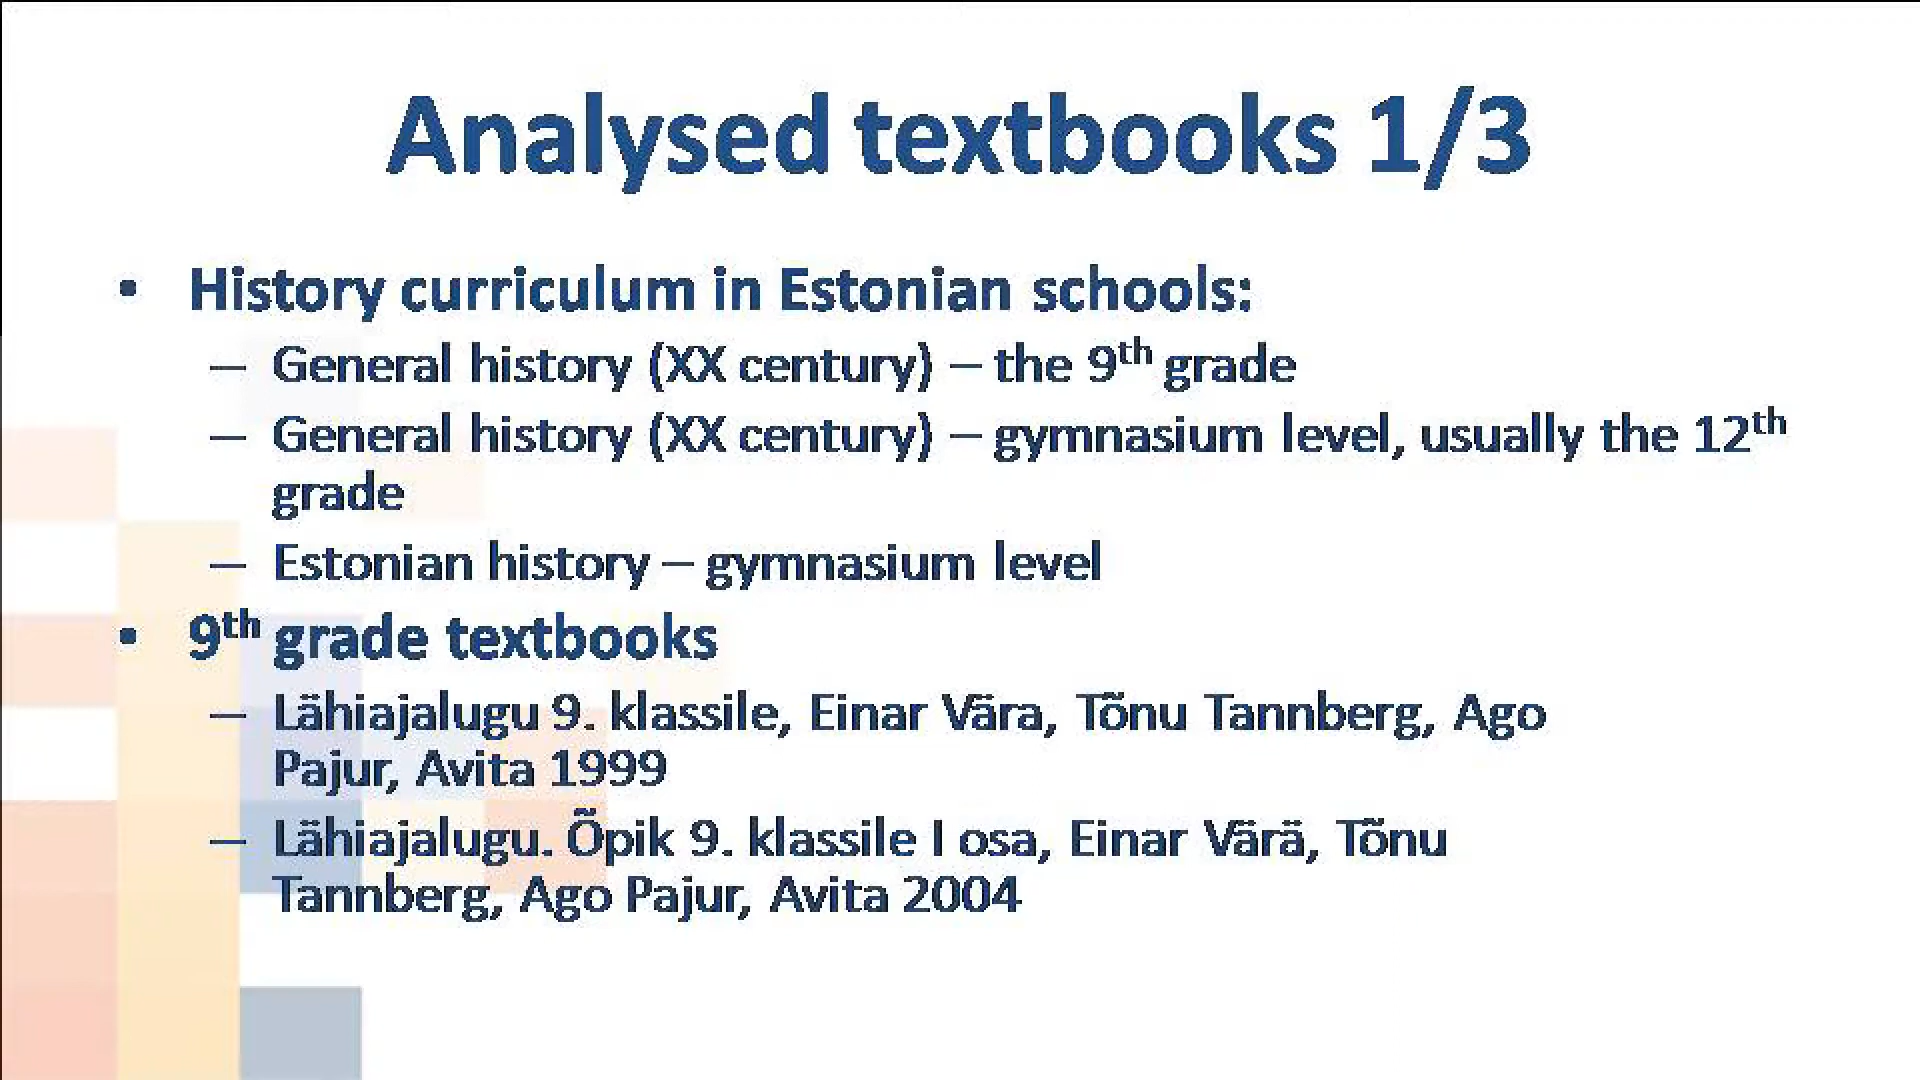 Analysed textbooks 1/3
• History curriculum in Estonian schools:
– General history (XX century) – the 9th grade
– General history (XX century) – gymnasium level, usually the 12th
grade
– Estonian history – gymnasium level
• 9th grade textbooks
– Lähiajalugu 9. klassile, Einar Vära, Tõnu Tannberg, Ago
Pajur, Avita 1999
– Lähiajalugu. Õpik 9. klassile I osa, Einar Värä, Tõnu
Tannberg, Ago Pajur, Avita 2004